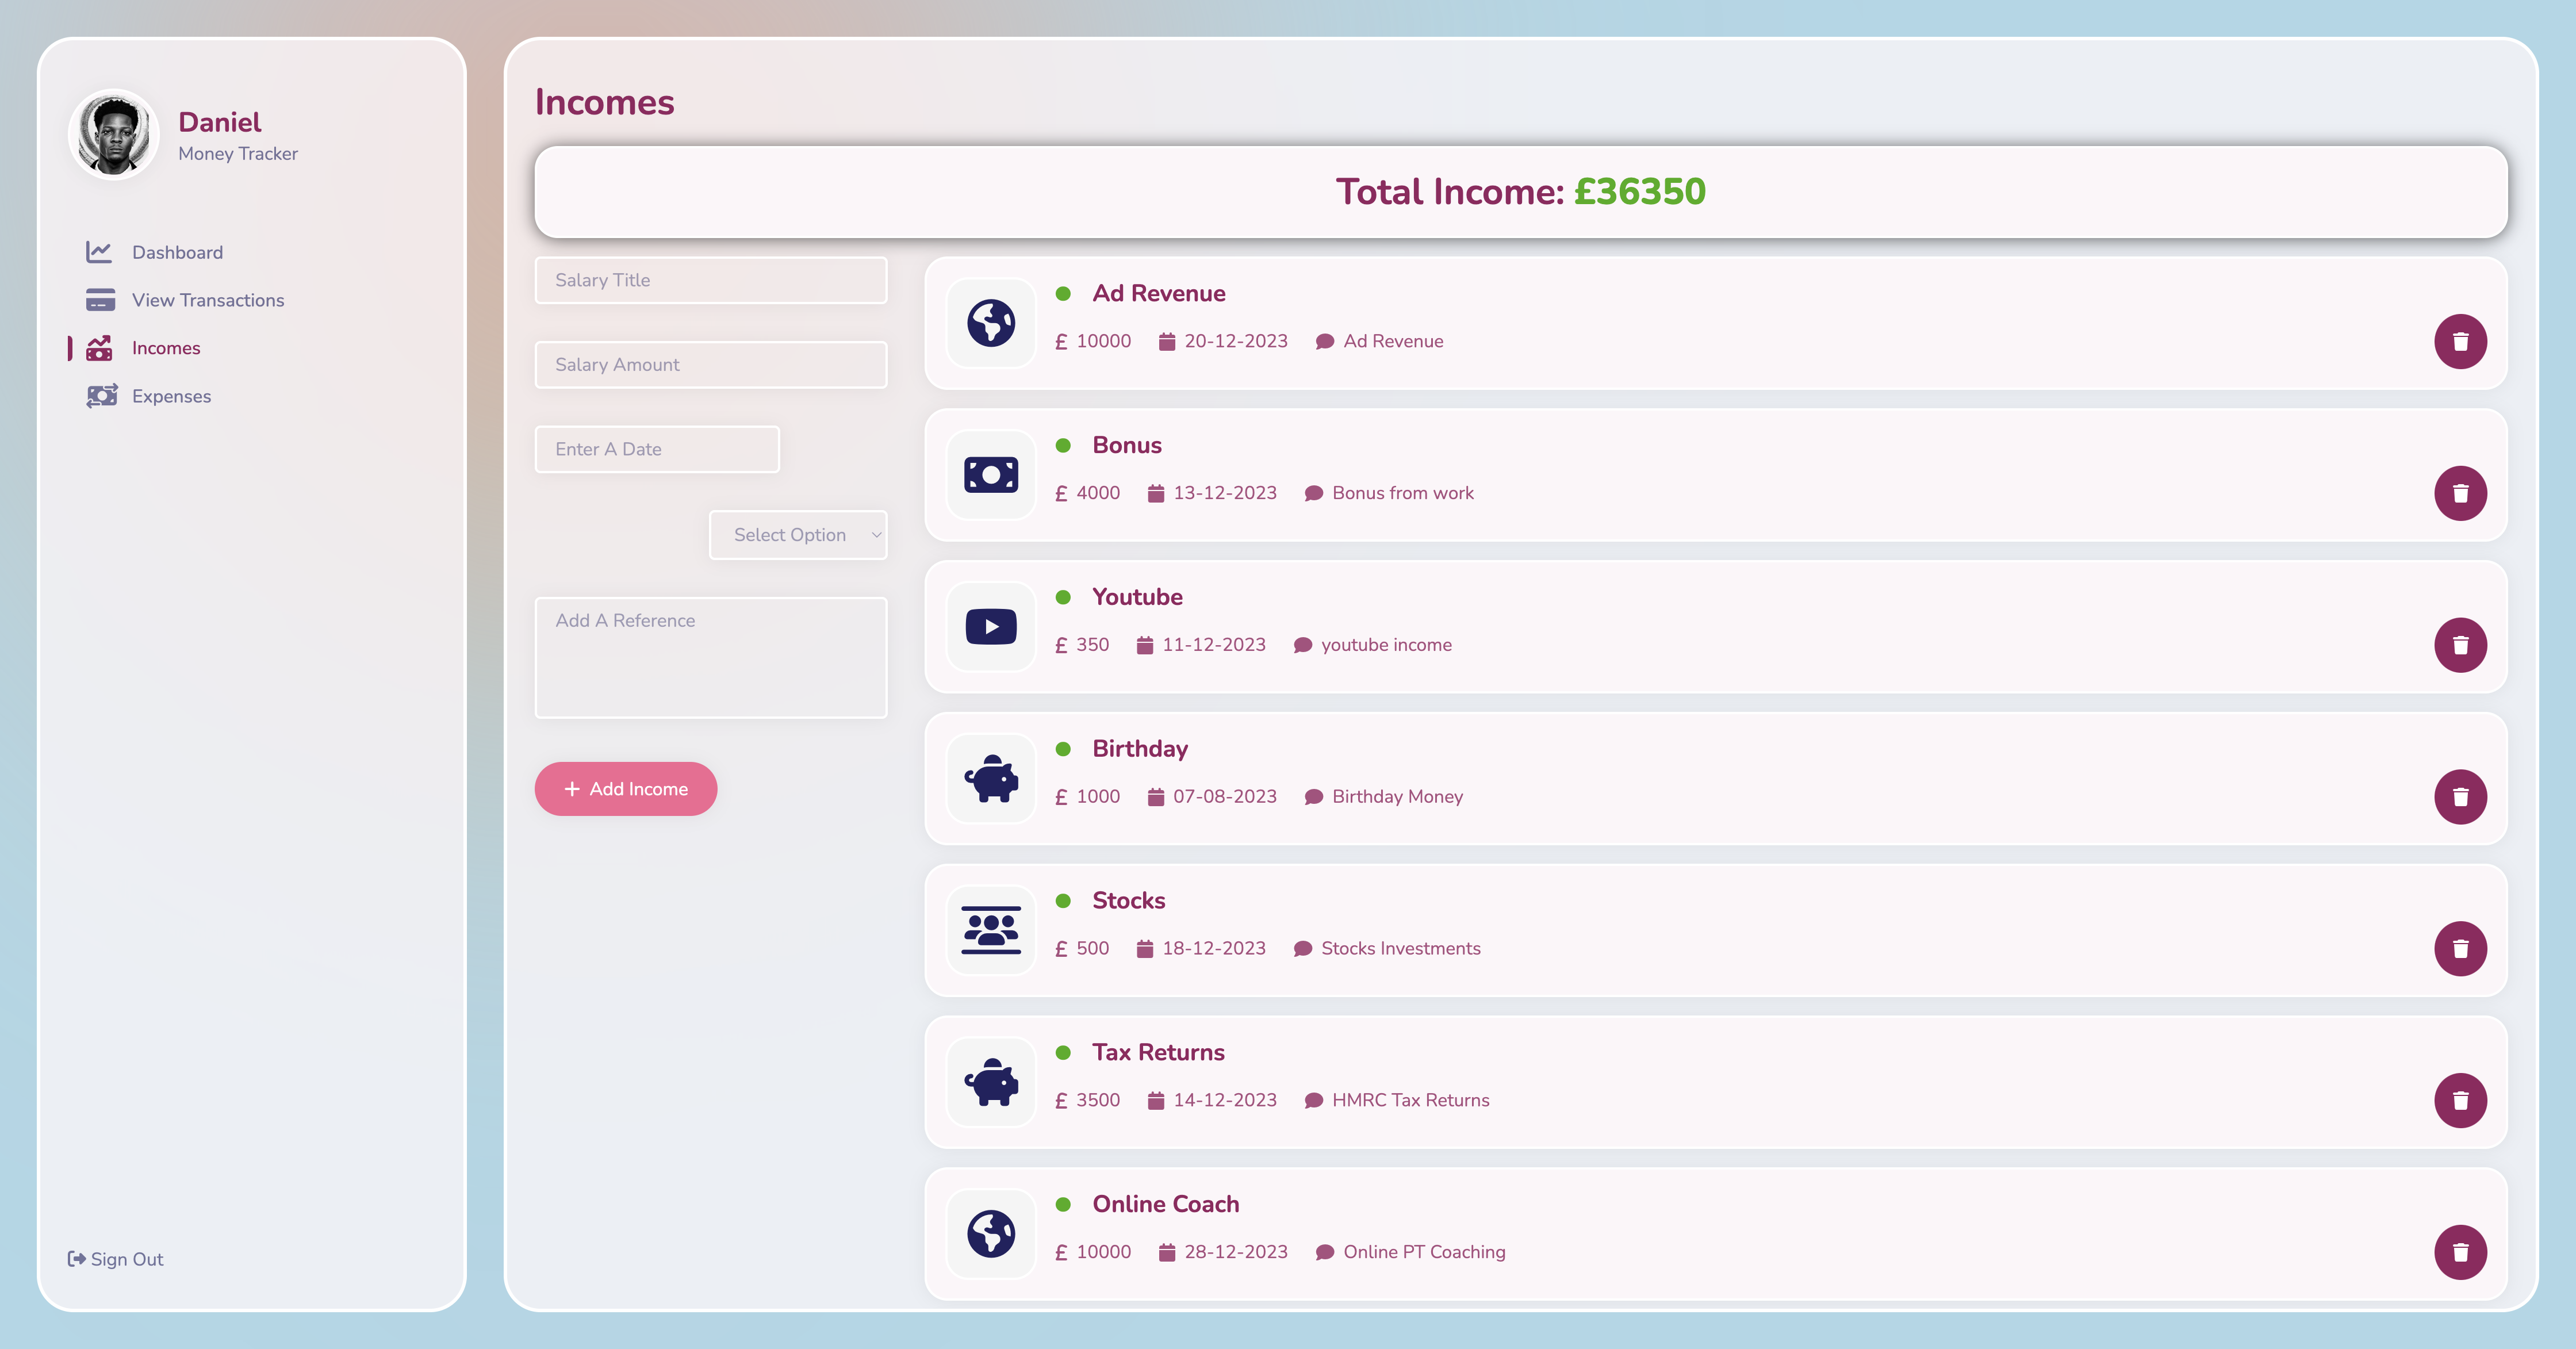 Daniel
Money Tracker
Dashboard
View Transactions
Incomes
Expenses
Sign Out
Incomes
Total Income: £36350
Salary Title
Salary Amount
Enter A Date
Select Option
Add A Reference
+ Add Income
Ad Revenue
£ 10000 20-12-2023 Ad Revenue
Bonus
£ 4000 13-12-2023 Bonus from work
Youtube
£ 350 11-12-2023 youtube income
Birthday
£ 1000 07-08-2023 Birthday Money
Stocks
£ 500 18-12-2023 Stocks Investments
Tax Returns
£ 3500 14-12-2023 HMRC Tax Returns
Online Coach
£ 10000 28-12-2023 Online PT Coaching